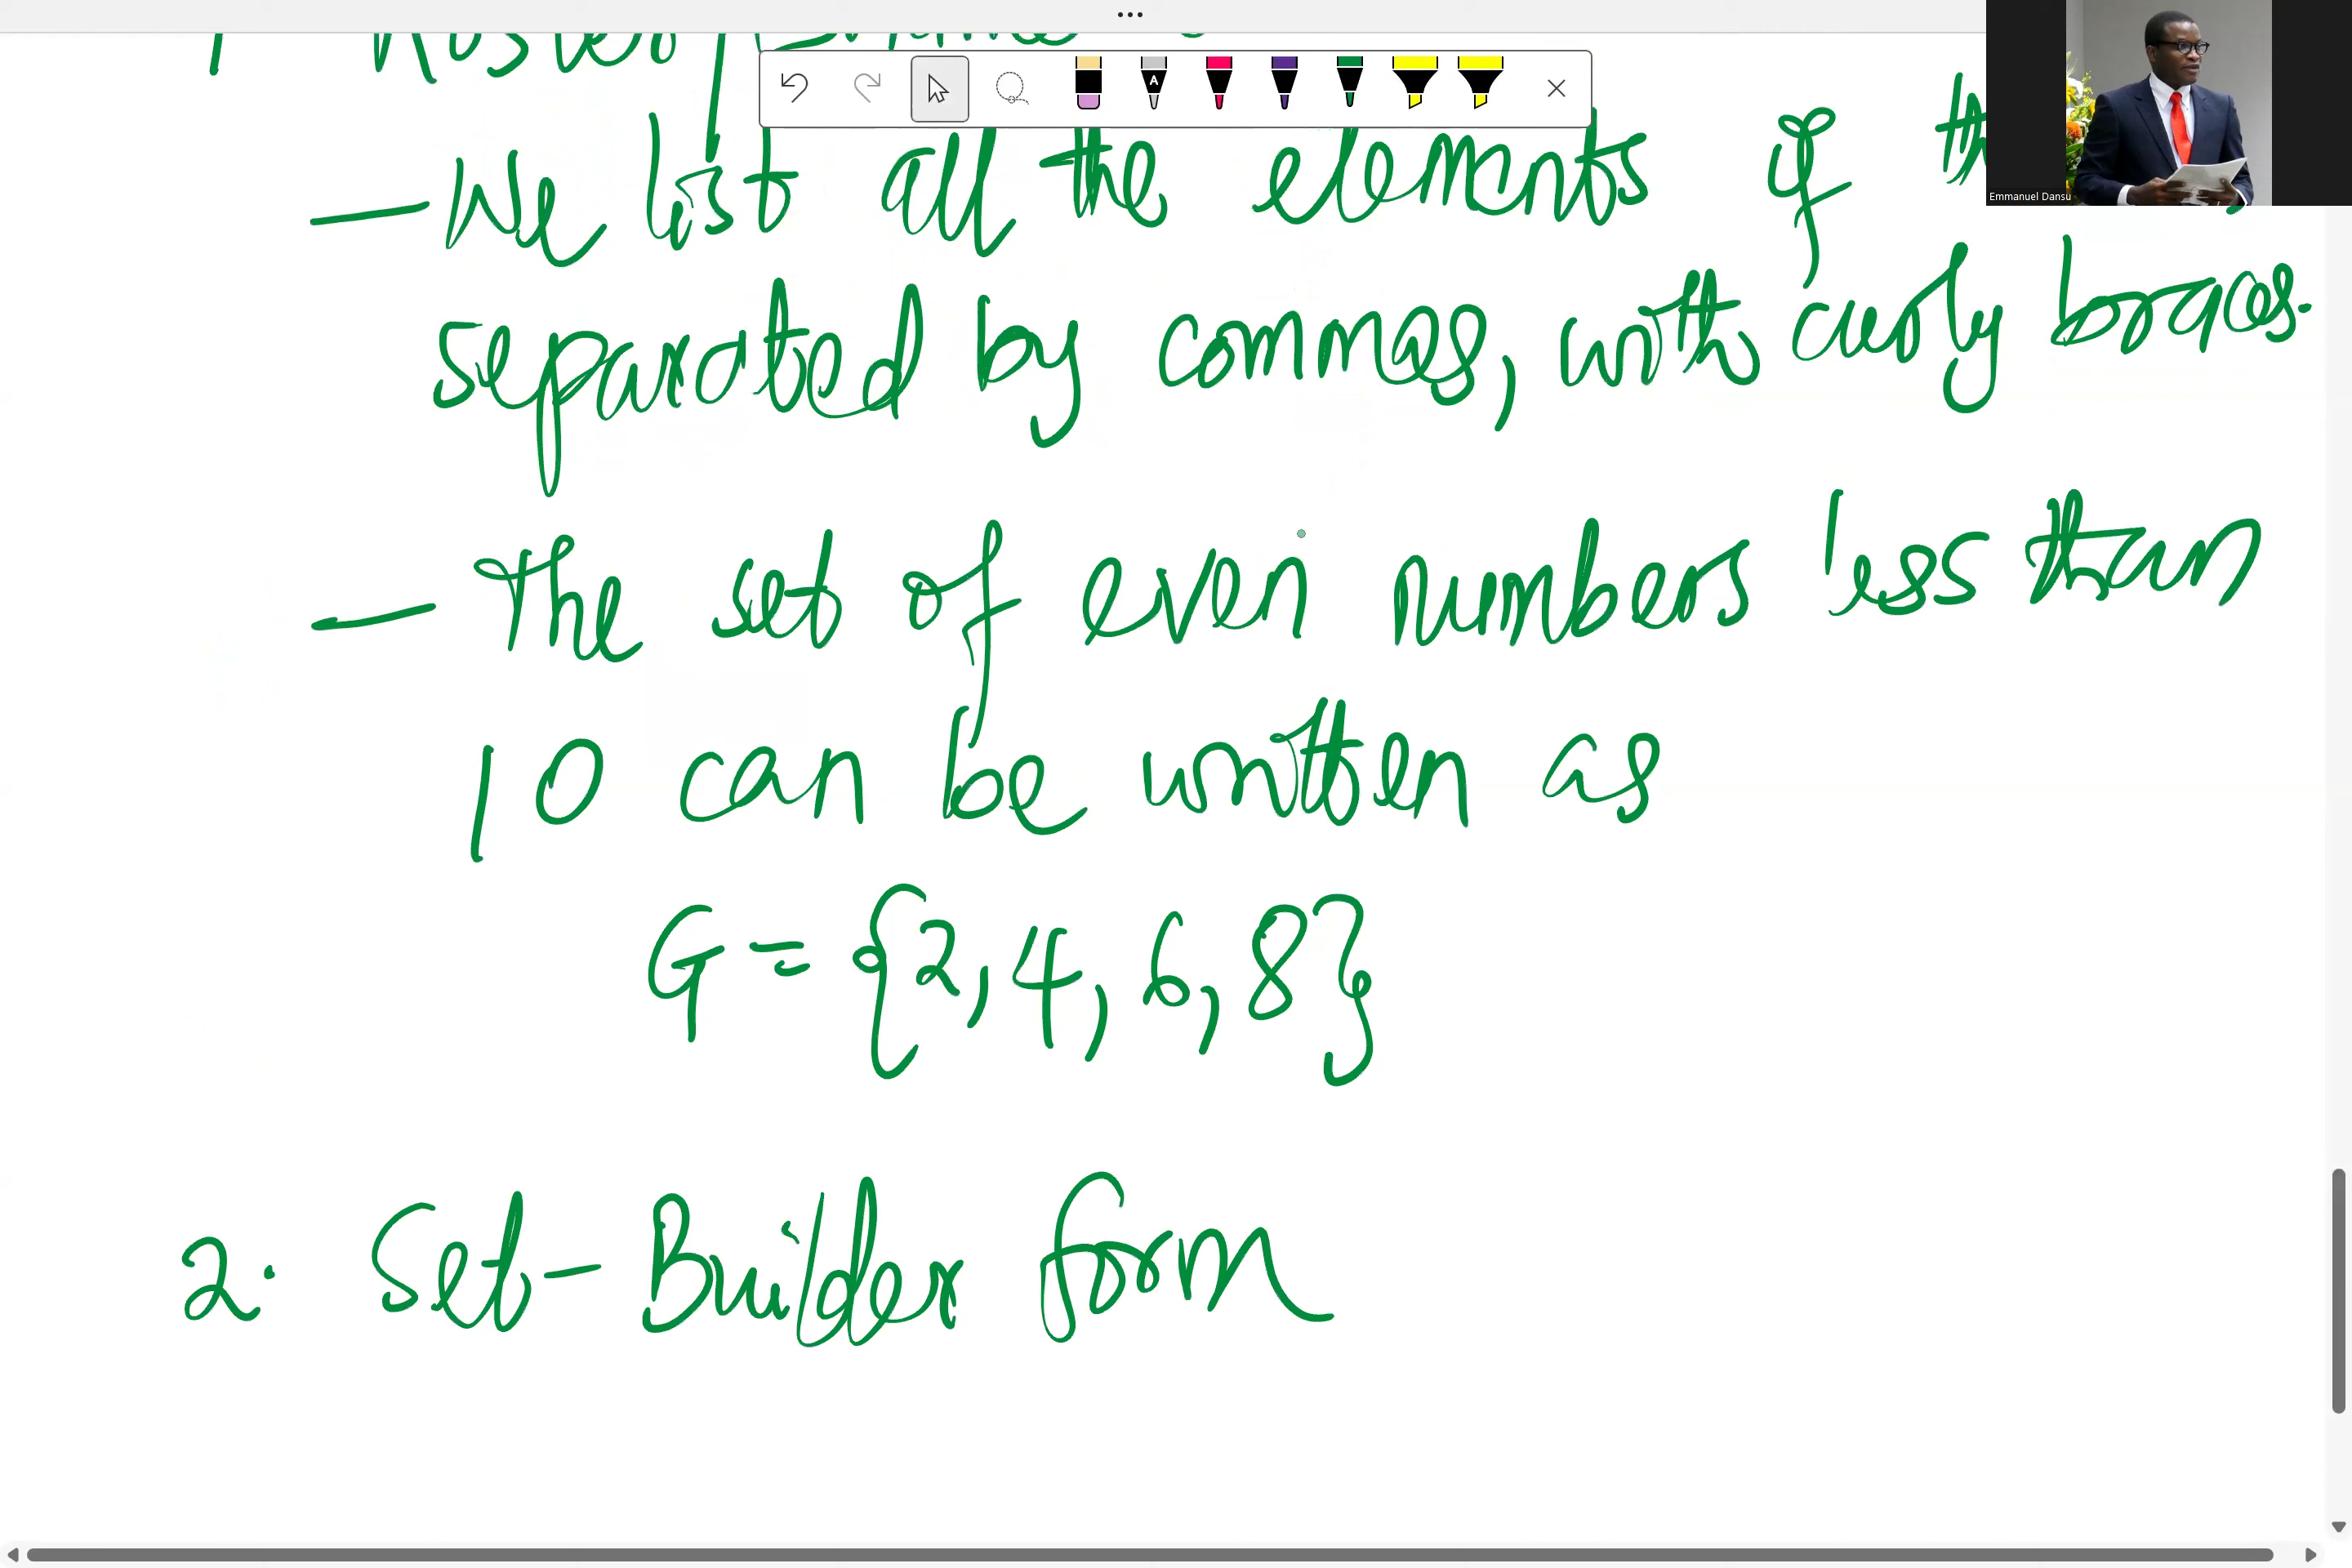 Emmanuel Dansu
— We list all the elements of
separated by commas, with curly braces.
— The set of even numbers less than
10 can be written as
G = {2, 4, 6, 8}
2. Set-Builder form